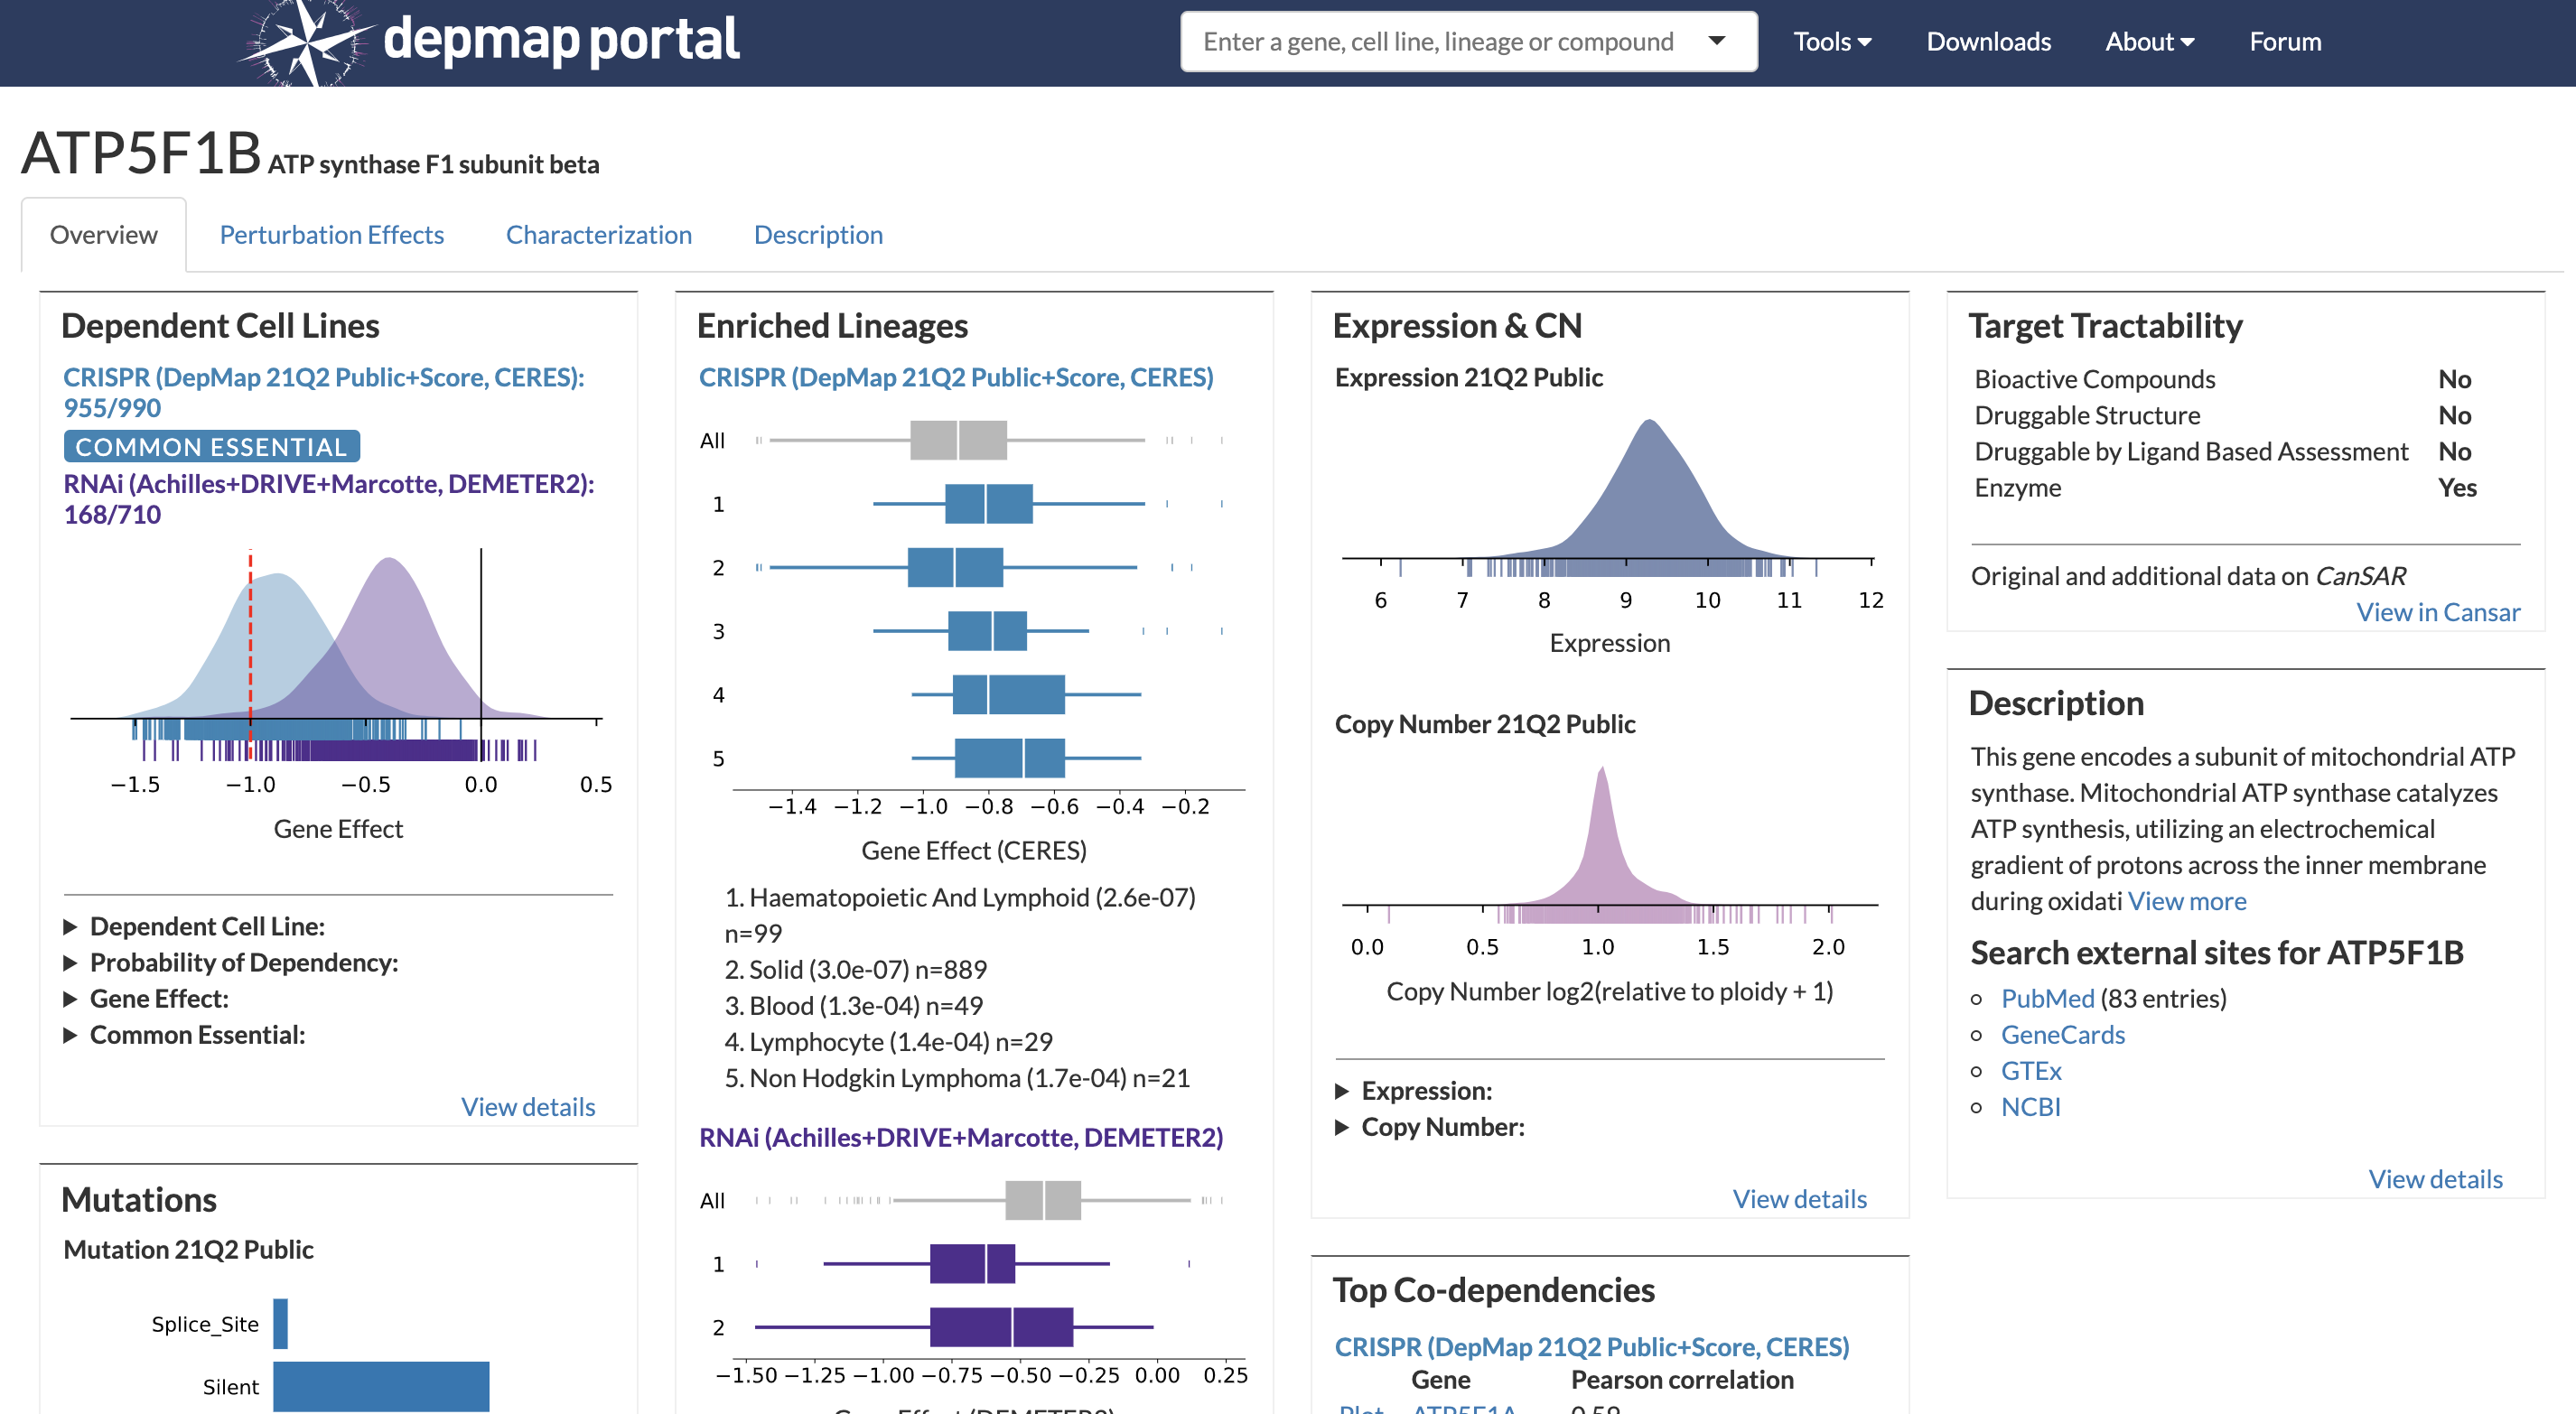 depmap portal
Enter a gene, cell line, lineage or compound
Tools
Downloads
About
Forum
ATP5F1B ATP synthase F1 subunit beta
Overview
Perturbation Effects
Characterization
Description
Dependent Cell Lines
CRISPR (DepMap 21Q2 Public+Score, CERES):
955/990
COMMON ESSENTIAL
RNAi (Achilles+DRIVE+Marcotte, DEMETER2):
168/710
−1.5 −1.0 −0.5 0.0 0.5
Gene Effect
Dependent Cell Line:
Probability of Dependency:
Gene Effect:
Common Essential:
View details
Mutations
Mutation 21Q2 Public
Splice_Site
Silent
Enriched Lineages
CRISPR (DepMap 21Q2 Public+Score, CERES)
All
1
2
3
4
5
−1.4 −1.2 −1.0 −0.8 −0.6 −0.4 −0.2
Gene Effect (CERES)
1. Haematopoietic And Lymphoid (2.6e-07)
n=99
2. Solid (3.0e-07) n=889
3. Blood (1.3e-04) n=49
4. Lymphocyte (1.4e-04) n=29
5. Non Hodgkin Lymphoma (1.7e-04) n=21
RNAi (Achilles+DRIVE+Marcotte, DEMETER2)
All
1
2
−1.50 −1.25 −1.00 −0.75 −0.50 −0.25 0.00 0.25
Gene Effect (DEMETER2)
Expression & CN
Expression 21Q2 Public
6 7 8 9 10 11 12
Expression
Copy Number 21Q2 Public
0.0 0.5 1.0 1.5 2.0
Copy Number log2(relative to ploidy + 1)
Expression:
Copy Number:
View details
Top Co-dependencies
CRISPR (DepMap 21Q2 Public+Score, CERES)
Gene Pearson correlation
Plot ATP5F1A 0.59
Target Tractability
Bioactive Compounds No
Druggable Structure No
Druggable by Ligand Based Assessment No
Enzyme Yes
Original and additional data on CanSAR
View in Cansar
Description
This gene encodes a subunit of mitochondrial ATP
synthase. Mitochondrial ATP synthase catalyzes
ATP synthesis, utilizing an electrochemical
gradient of protons across the inner membrane
during oxidati View more
Search external sites for ATP5F1B
PubMed (83 entries)
GeneCards
GTEx
NCBI
View details